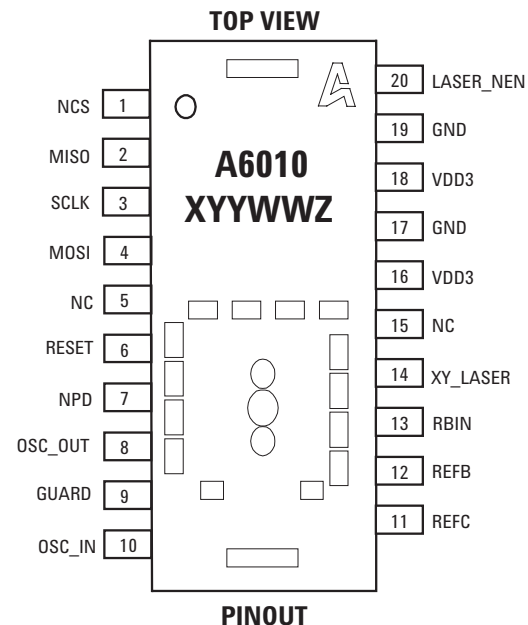 TOP VIEW
A
A6010
XYYWWZ
NCS 1
MISO 2
SCLK 3
MOSI 4
NC 5
RESET 6
NPD 7
OSC_OUT 8
GUARD 9
OSC_IN 10
20 LASER_NEN
19 GND
18 VDD3
17 GND
16 VDD3
15 NC
14 XY_LASER
13 RBIN
12 REFB
11 REFC
PINOUT